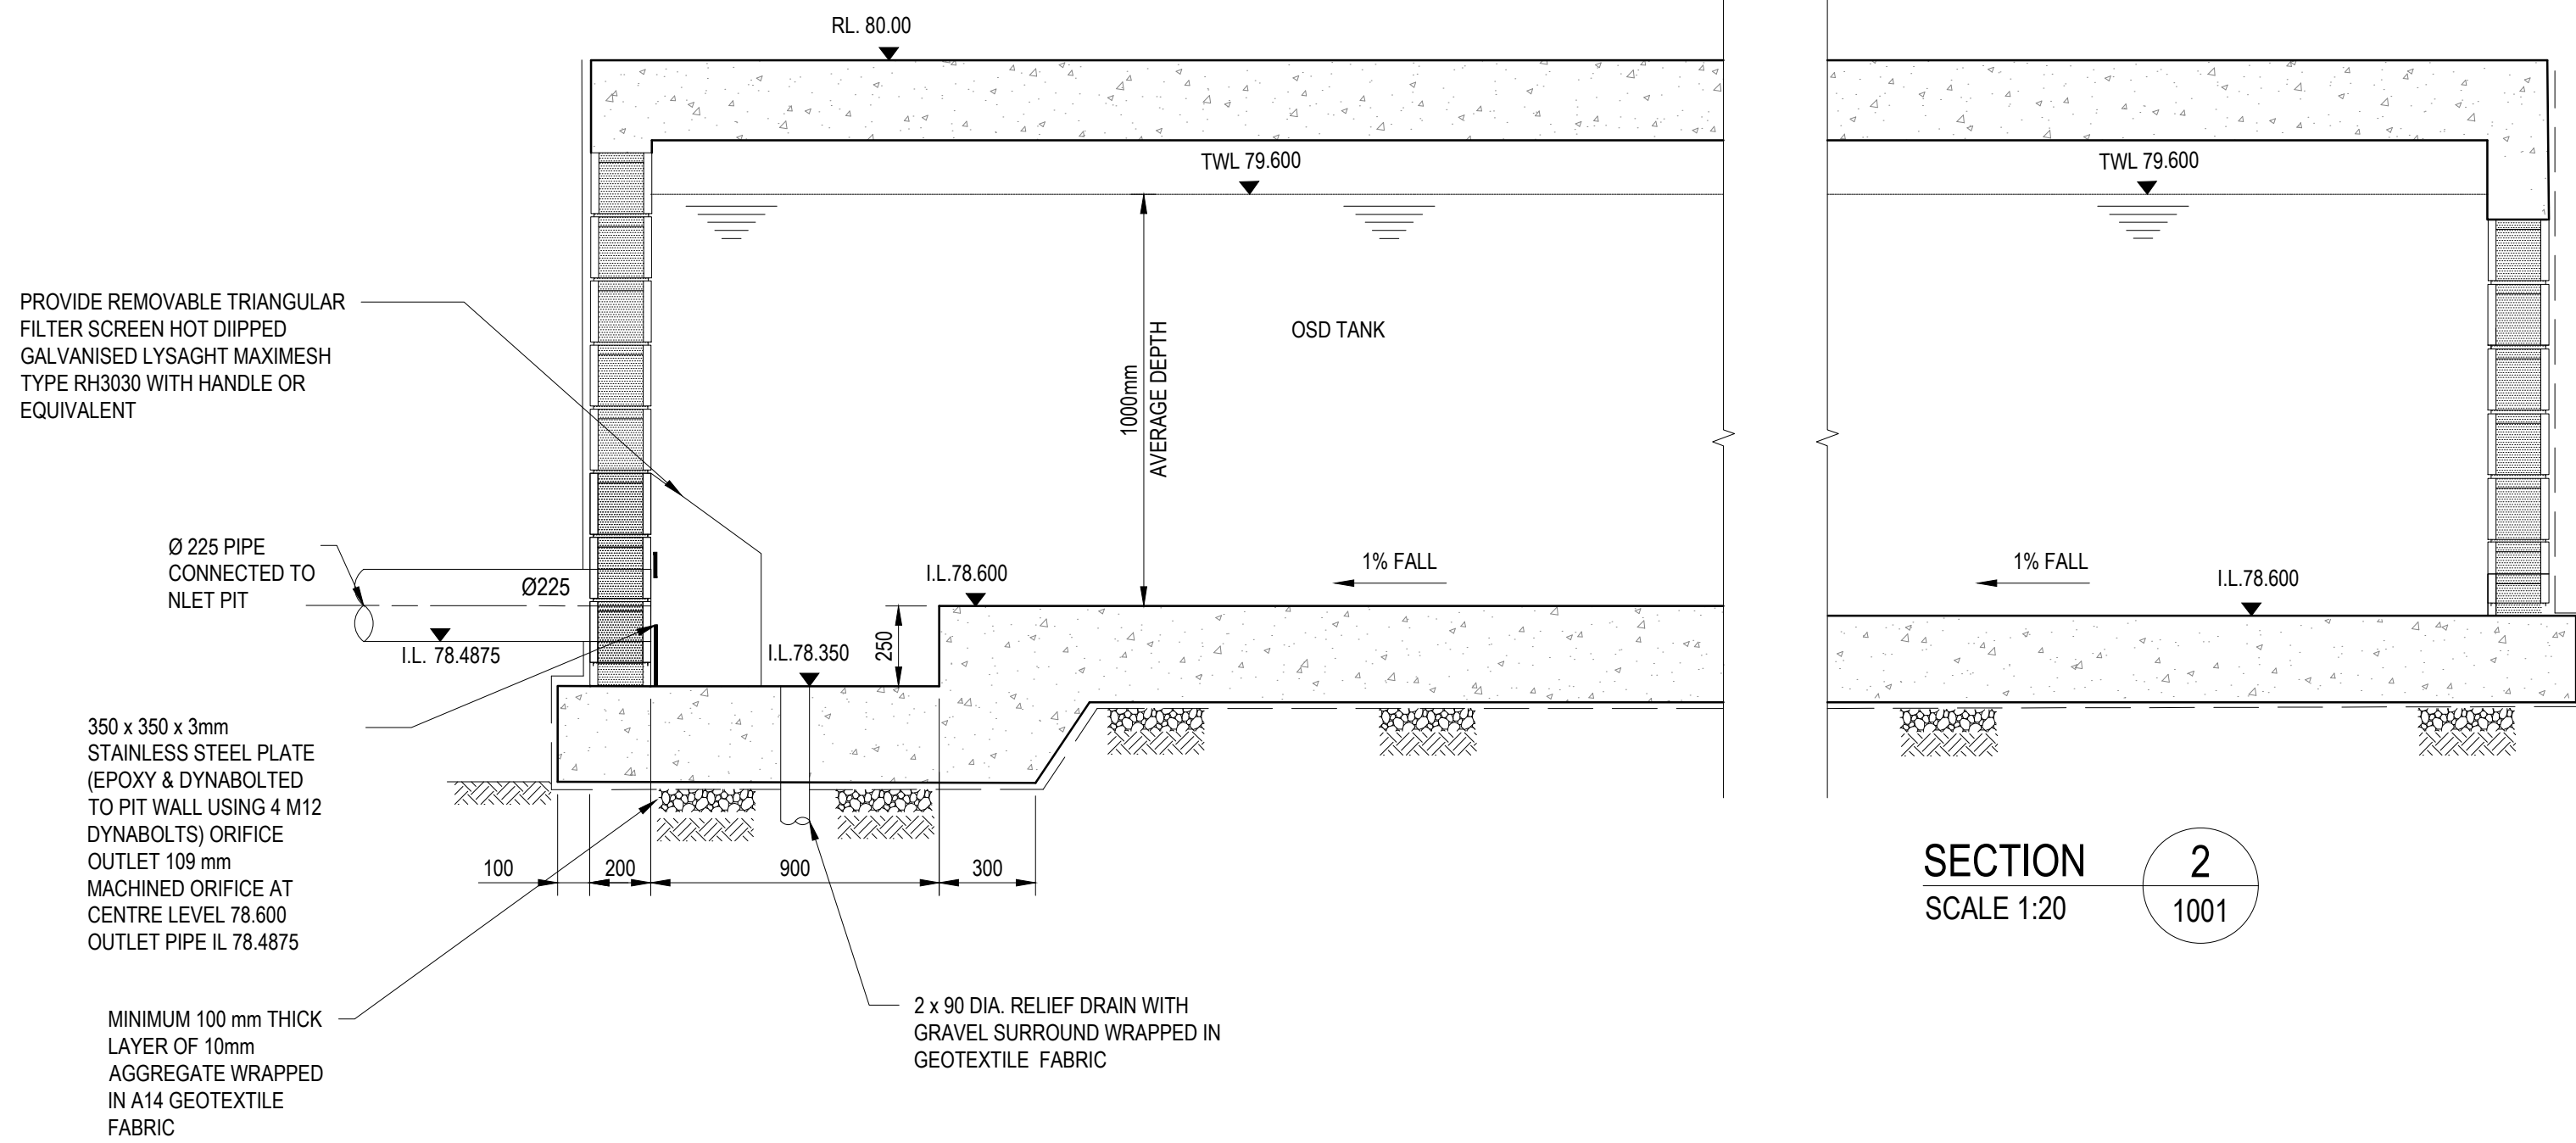 RL. 80.00
TWL 79.600
TWL 79.600
PROVIDE REMOVABLE TRIANGULAR
FILTER SCREEN HOT DIIPPED
GALVANISED LYSAGHT MAXIMESH
TYPE RH3030 WITH HANDLE OR
EQUIVALENT
OSD TANK
1000mm
AVERAGE DEPTH
Ø 225 PIPE
CONNECTED TO
NLET PIT
Ø225
I.L. 78.4875
I.L.78.600
1% FALL
1% FALL
I.L.78.600
I.L.78.350
250
350 x 350 x 3mm
STAINLESS STEEL PLATE
(EPOXY & DYNABOLTED
TO PIT WALL USING 4 M12
DYNABOLTS) ORIFICE
OUTLET 109 mm
MACHINED ORIFICE AT
CENTRE LEVEL 78.600
OUTLET PIPE IL 78.4875
100
200
900
300
SECTION
SCALE 1:20
2
1001
2 x 90 DIA. RELIEF DRAIN WITH
GRAVEL SURROUND WRAPPED IN
GEOTEXTILE FABRIC
MINIMUM 100 mm THICK
LAYER OF 10mm
AGGREGATE WRAPPED
IN A14 GEOTEXTILE
FABRIC